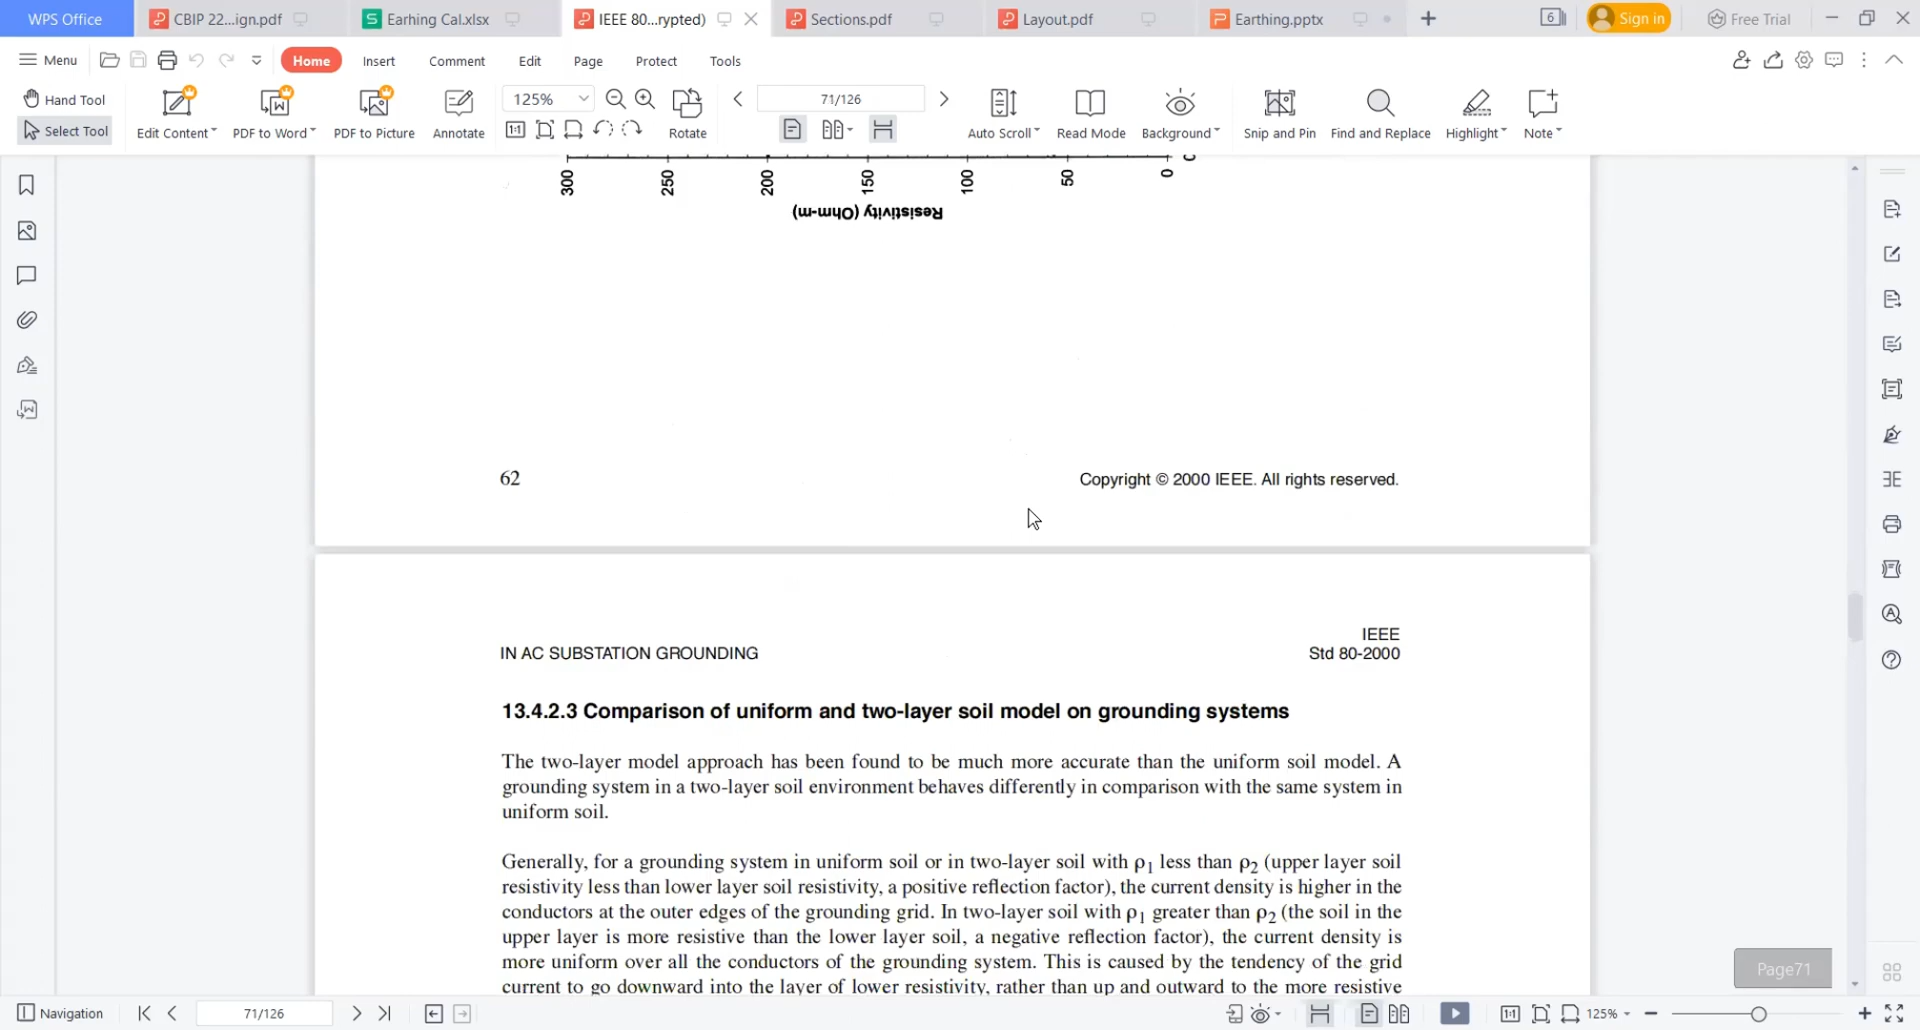 WPS Office
CBIP 22...ign.pdf
Earhing Cal.xlsx
IEEE 80...rypted)
Sections.pdf
Layout.pdf
Earthing.pptx
6
Sign in
Free Trial
Menu
Home
Insert
Comment
Edit
Page
Protect
Tools
Hand Tool
Select Tool
Edit Content
PDF to Word
PDF to Picture
Annotate
125%
Rotate
71/126
Auto Scroll
Read Mode
Background
Snip and Pin
Find and Replace
Highlight
Note
300 250 200 150 100 50 0
0
Resistivity (Ohm-m)
62
Copyright © 2000 IEEE. All rights reserved.
IEEE
IN AC SUBSTATION GROUNDING Std 80-2000
13.4.2.3 Comparison of uniform and two-layer soil model on grounding systems
The two-layer model approach has been found to be much more accurate than the uniform soil model. A
grounding system in a two-layer soil environment behaves differently in comparison with the same system in
uniform soil.
Generally, for a grounding system in uniform soil or in two-layer soil with ρ1 less than ρ2 (upper layer soil
resistivity less than lower layer soil resistivity, a positive reflection factor), the current density is higher in the
conductors at the outer edges of the grounding grid. In two-layer soil with ρ1 greater than ρ2 (the soil in the
upper layer is more resistive than the lower layer soil, a negative reflection factor), the current density is
more uniform over all the conductors of the grounding system. This is caused by the tendency of the grid
current to go downward into the layer of lower resistivity, rather than up and outward to the more resistive
Page71
Navigation
71/126
125%